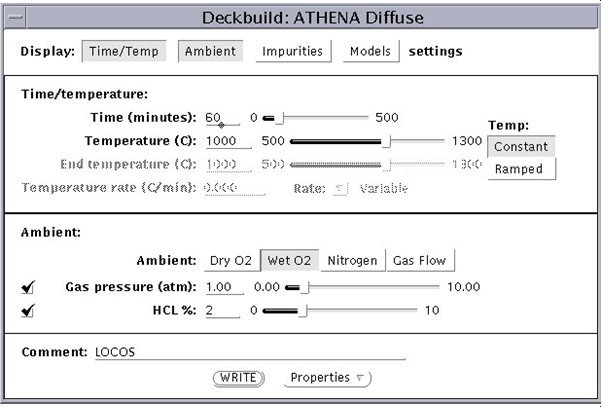 Deckbuild: ATHENA Diffuse
Display: Time/Temp Ambient Impurities Models settings
Time/temperature:
Time (minutes): 60 0 500
Temp:
Temperature (C): 1000 500 1300
Constant
End temperature (C): 1000 500 1300
Ramped
Temperature rate (C/min): 0.000 Rate: Variable
Ambient:
Ambient: Dry O2 Wet O2 Nitrogen Gas Flow
Gas pressure (atm): 1.00 0.00 10.00
HCL %: 2 0 10
Comment: LOCOS
WRITE Properties